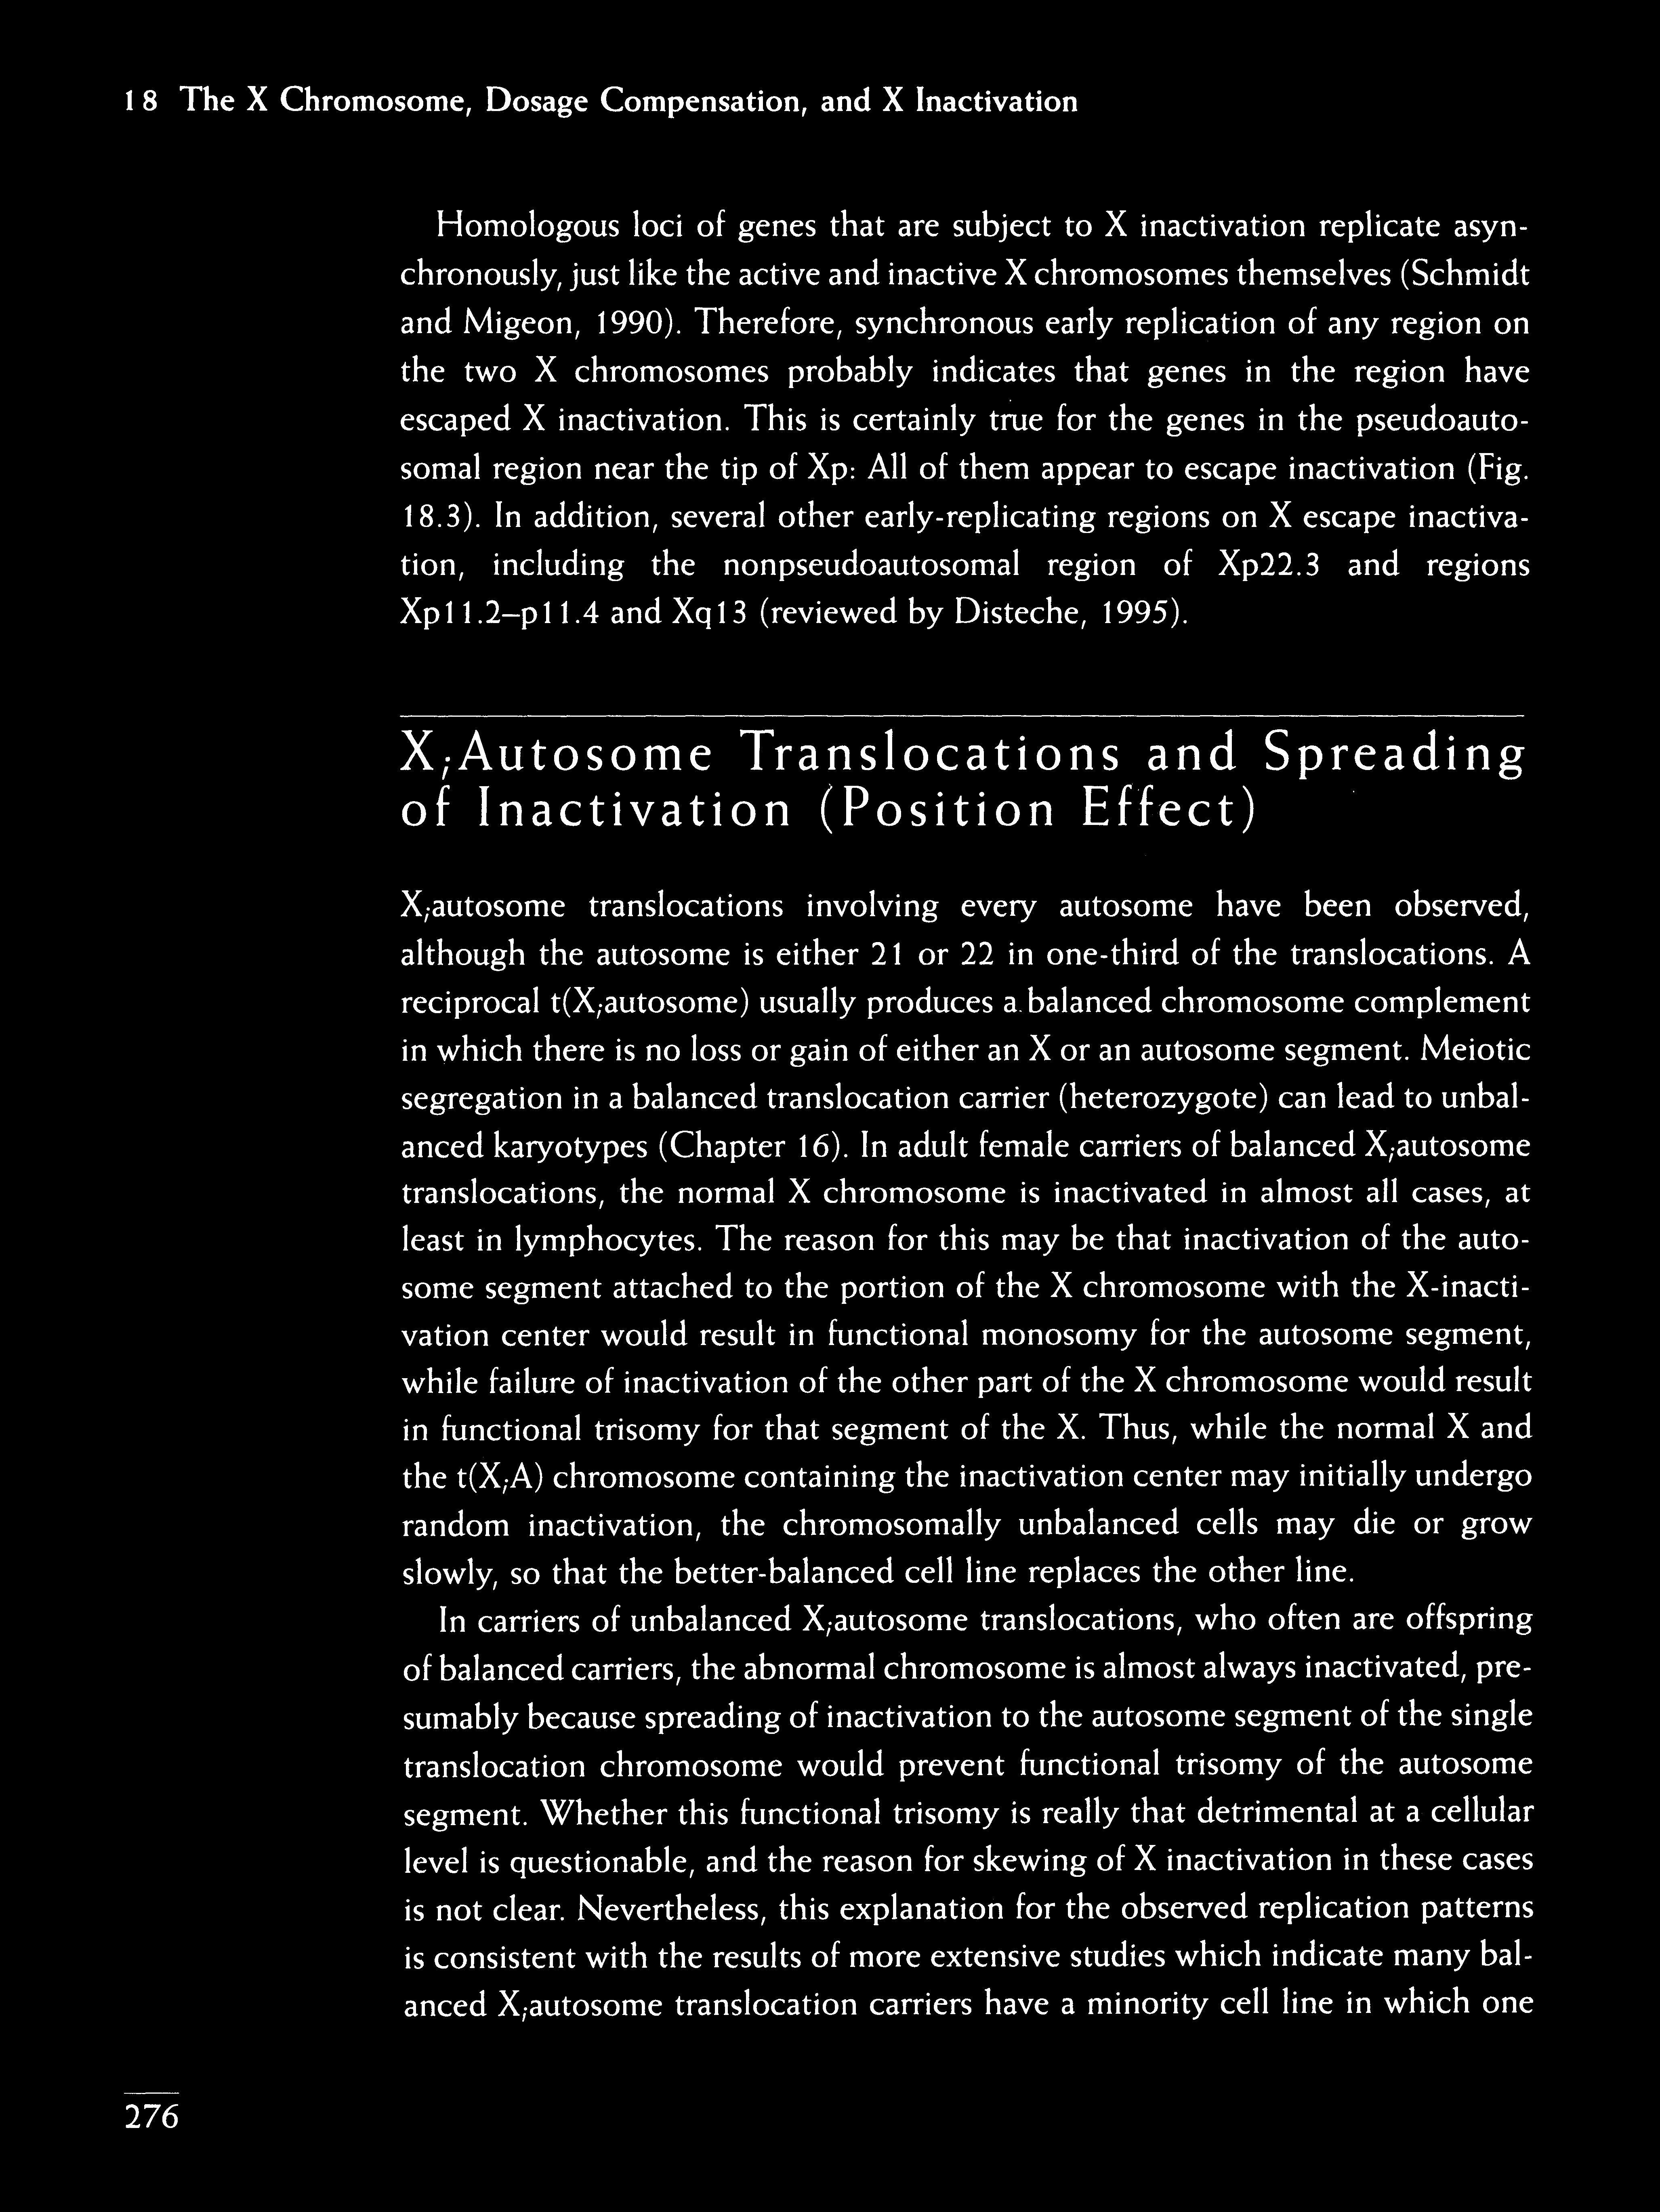 18 The X Chromosome, Dosage Compensation, and X Inactivation
Homologous loci of genes that are subject to X inactivation replicate asyn-
chronously, just like the active and inactive X chromosomes themselves (Schmidt
and Migeon, 1990). Therefore, synchronous early replication of any region on
the two X chromosomes probably indicates that genes in the region have
escaped X inactivation. This is certainly true for the genes in the pseudoauto-
somal region near the tip of Xp: All of them appear to escape inactivation (Fig.
18.3). In addition, several other early-replicating regions on X escape inactiva-
tion, including the nonpseudoautosomal region of Xp22.3 and regions
Xp11.2–p11.4 and Xq13 (reviewed by Disteche, 1995).
X;Autosome Translocations and Spreading
of Inactivation (Position Effect)
X;autosome translocations involving every autosome have been observed,
although the autosome is either 21 or 22 in one-third of the translocations. A
reciprocal t(X;autosome) usually produces a balanced chromosome complement
in which there is no loss or gain of either an X or an autosome segment. Meiotic
segregation in a balanced translocation carrier (heterozygote) can lead to unbal-
anced karyotypes (Chapter 16). In adult female carriers of balanced X;autosome
translocations, the normal X chromosome is inactivated in almost all cases, at
least in lymphocytes. The reason for this may be that inactivation of the auto-
some segment attached to the portion of the X chromosome with the X-inacti-
vation center would result in functional monosomy for the autosome segment,
while failure of inactivation of the other part of the X chromosome would result
in functional trisomy for that segment of the X. Thus, while the normal X and
the t(X;A) chromosome containing the inactivation center may initially undergo
random inactivation, the chromosomally unbalanced cells may die or grow
slowly, so that the better-balanced cell line replaces the other line.
In carriers of unbalanced X;autosome translocations, who often are offspring
of balanced carriers, the abnormal chromosome is almost always inactivated, pre-
sumably because spreading of inactivation to the autosome segment of the single
translocation chromosome would prevent functional trisomy of the autosome
segment. Whether this functional trisomy is really that detrimental at a cellular
level is questionable, and the reason for skewing of X inactivation in these cases
is not clear. Nevertheless, this explanation for the observed replication patterns
is consistent with the results of more extensive studies which indicate many bal-
anced X;autosome translocation carriers have a minority cell line in which one
276